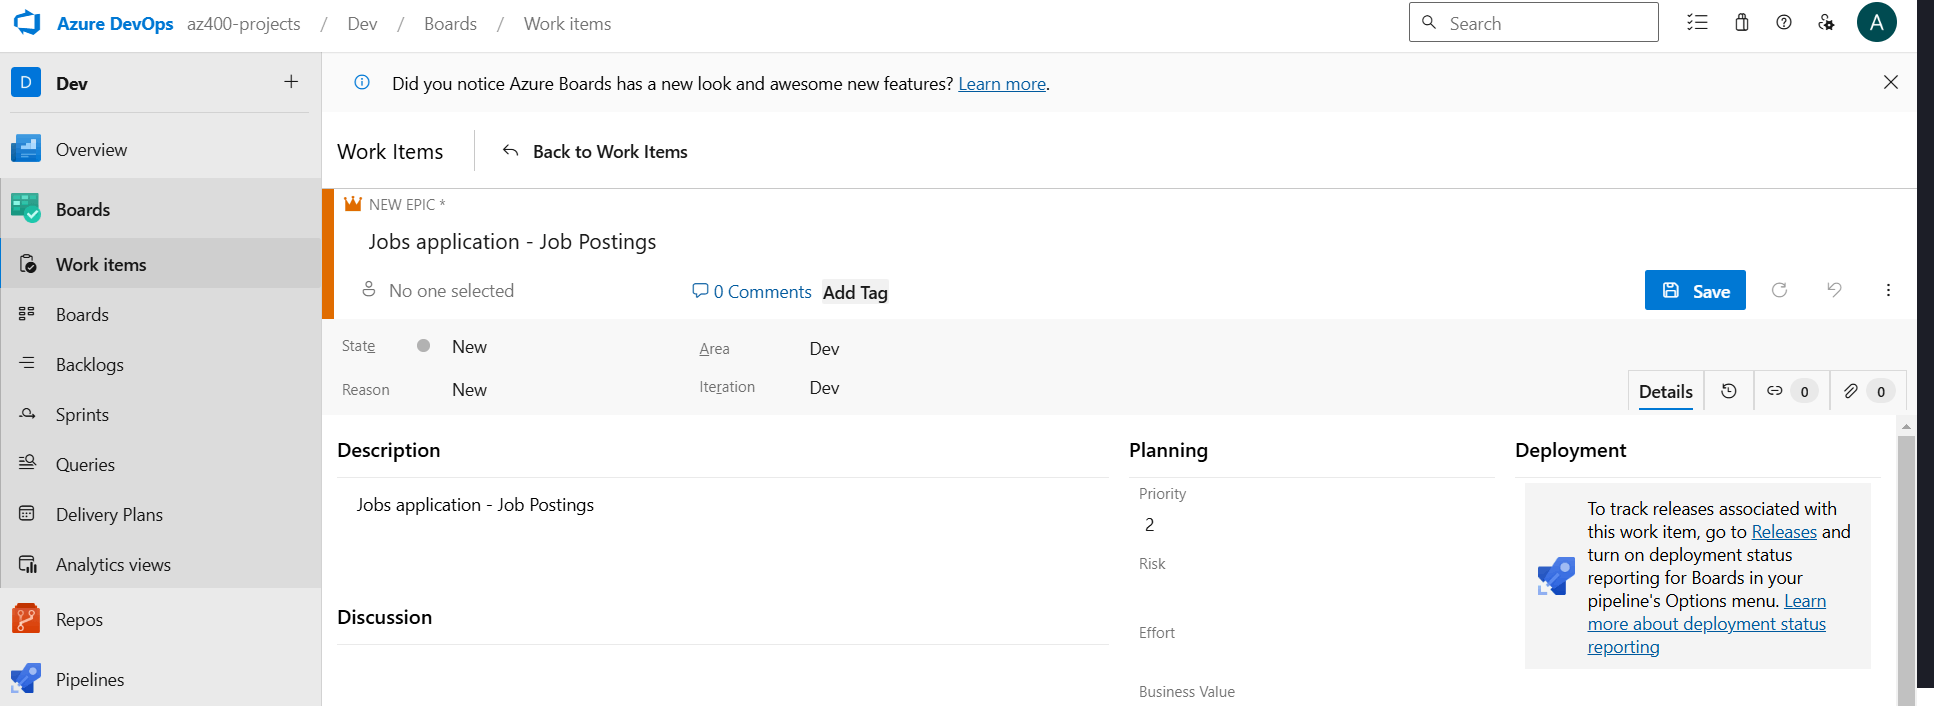 Azure DevOps az400-projects / Dev / Boards / Work items
Search
A
D Dev
Overview
Boards
Work items
Boards
Backlogs
Sprints
Queries
Delivery Plans
Analytics views
Repos
Pipelines
Did you notice Azure Boards has a new look and awesome new features? Learn more.
Work Items
Back to Work Items
NEW EPIC *
Jobs application - Job Postings
No one selected
0 Comments
Add Tag
Save
State New
Area Dev
Reason New
Iteration Dev
Details
0
0
Description
Jobs application - Job Postings
Discussion
Planning
Priority
2
Risk
Effort
Business Value
Deployment
To track releases associated with
this work item, go to Releases and
turn on deployment status
reporting for Boards in your
pipeline's Options menu. Learn
more about deployment status
reporting